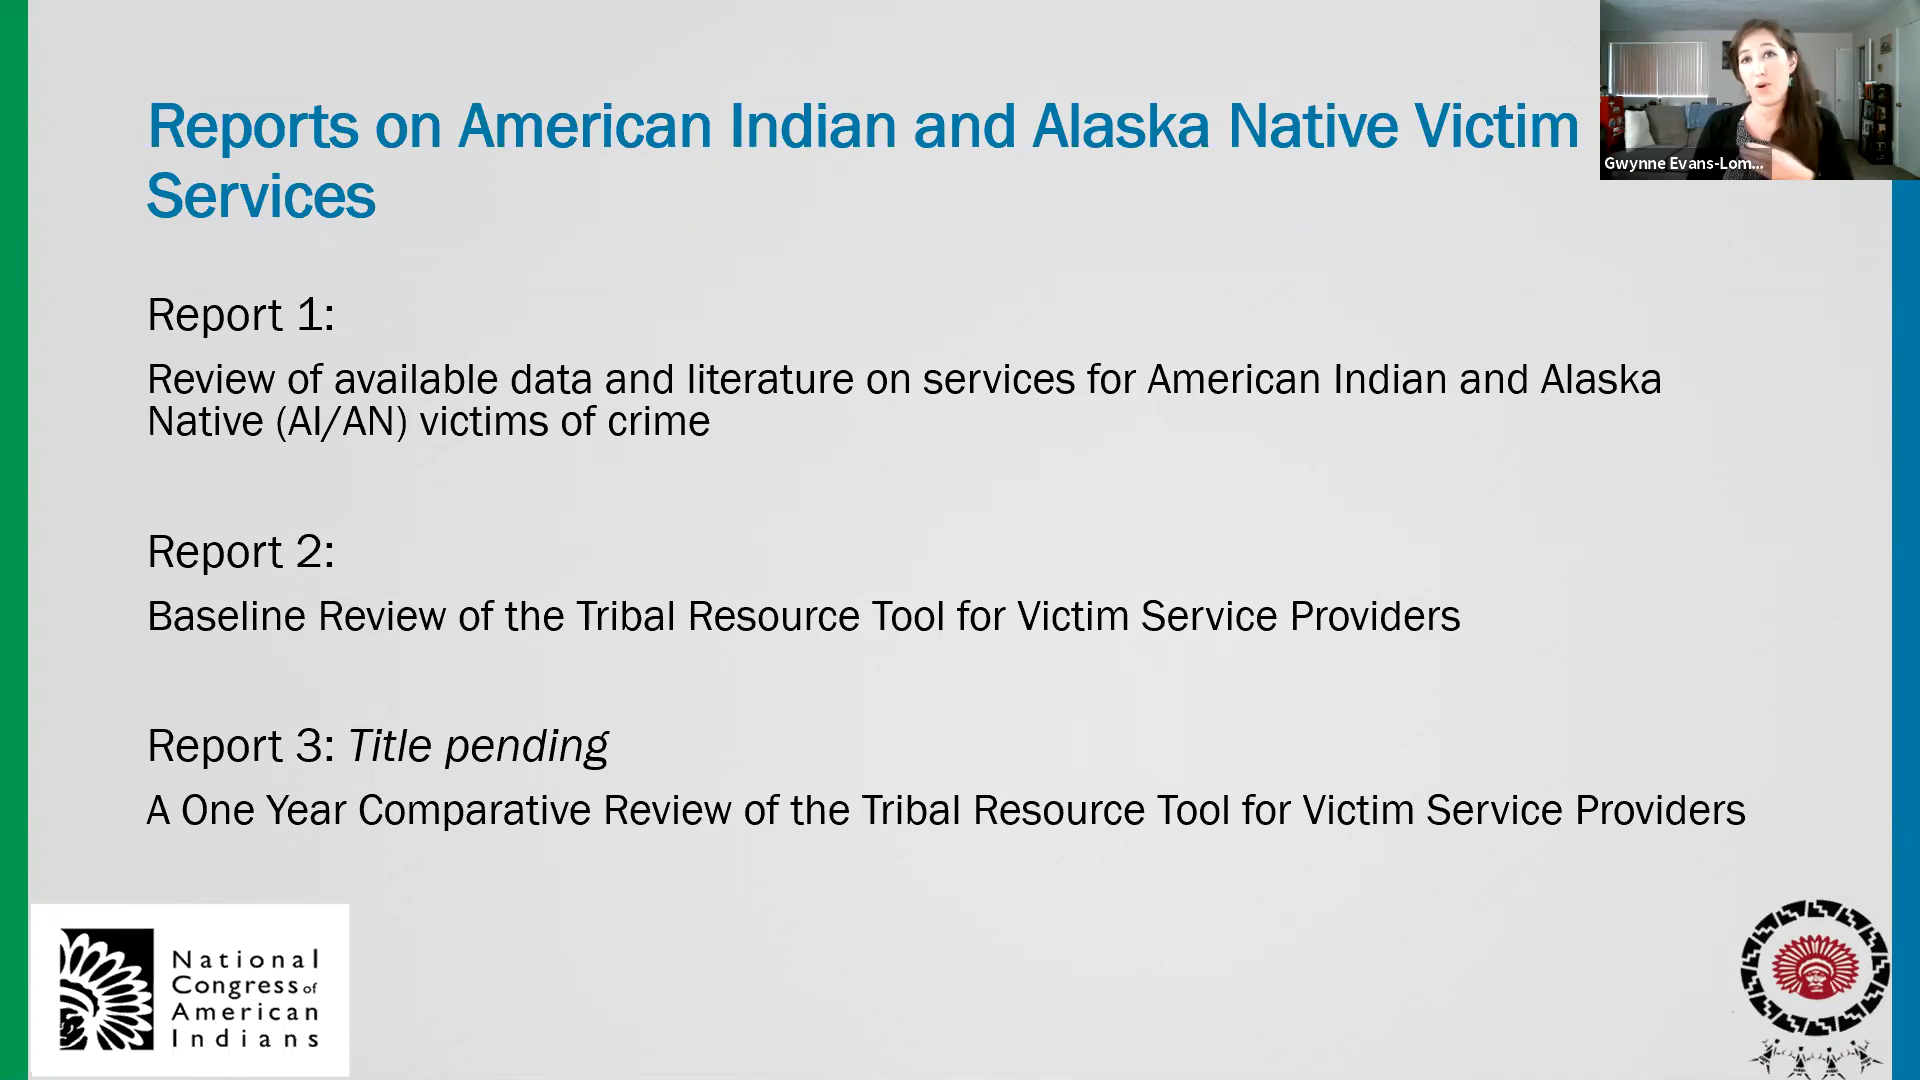 Reports on American Indian and Alaska Native Victim
Services
Gwynne Evans-Lom...
Report 1:
Review of available data and literature on services for American Indian and Alaska
Native (AI/AN) victims of crime
Report 2:
Baseline Review of the Tribal Resource Tool for Victim Service Providers
Report 3: Title pending
A One Year Comparative Review of the Tribal Resource Tool for Victim Service Providers
National
Congress of
American
Indians